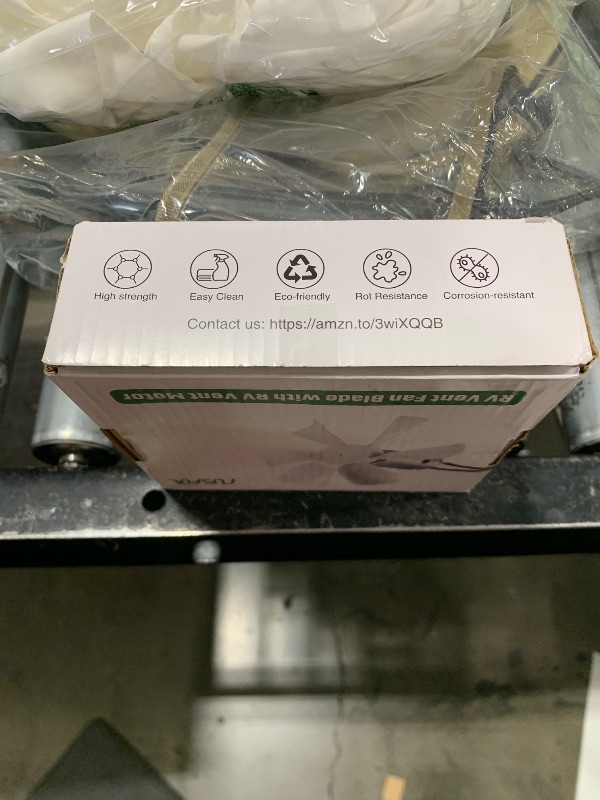 High strength
Easy Clean
Eco-friendly
Rot Resistance
Corrosion-resistant
Contact us: https://amzn.to/3wiXQQB
RV Vent Fan Blade with RV Vent Motor